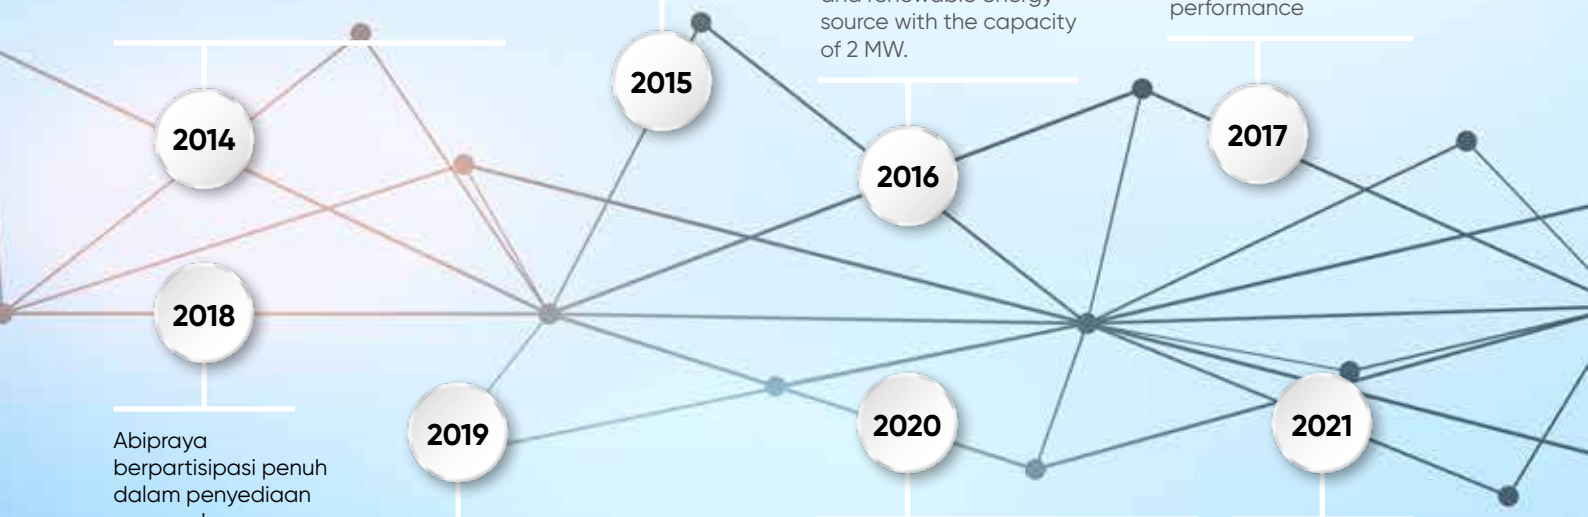 source with the capacity
of 2 MW.
performance
2014
2015
2016
2017
2018
2019
2020
2021
Abipraya
berpartisipasi penuh
dalam penyediaan